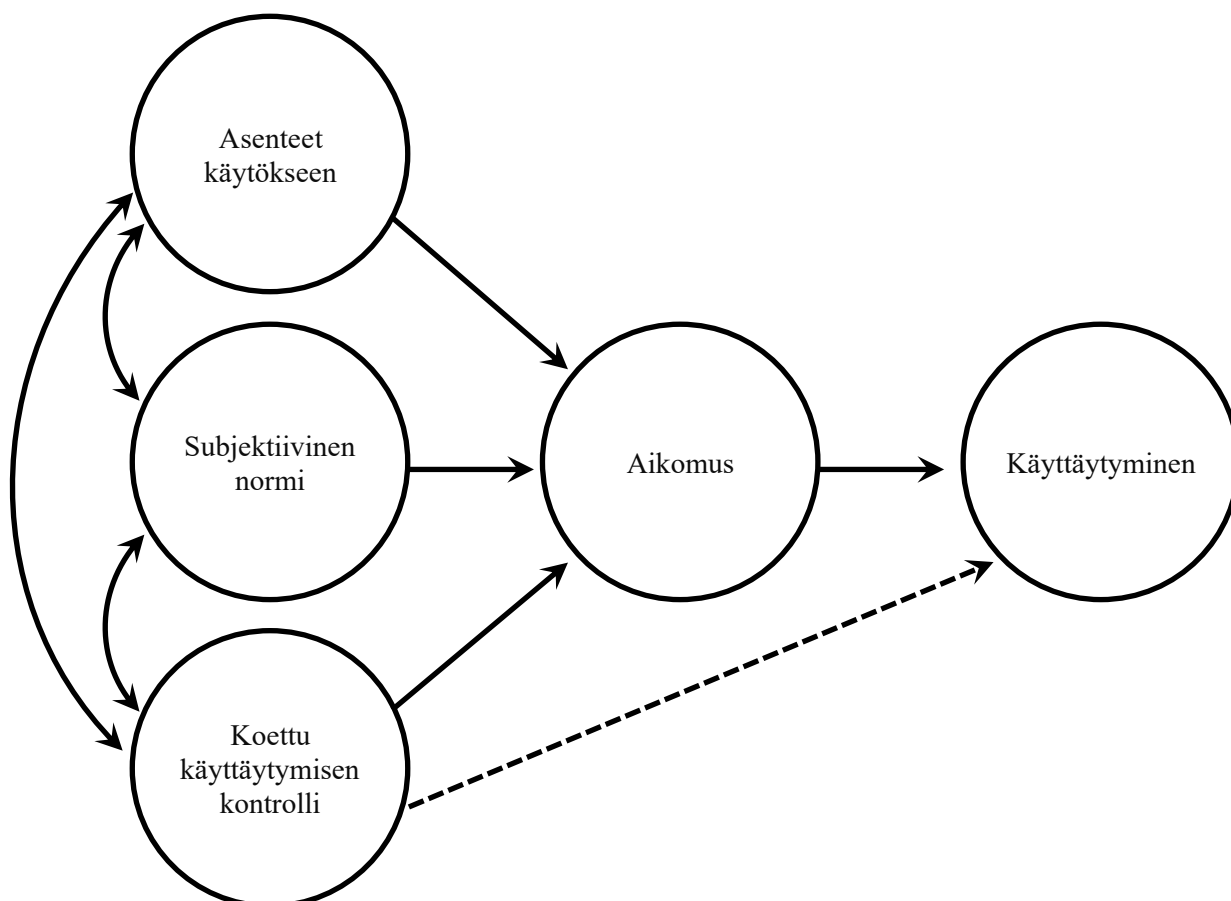 Asenteet
käytökseen
Subjektiivinen
normi
Aikomus
Käyttäytyminen
Koettu
käyttäytymisen
kontrolli